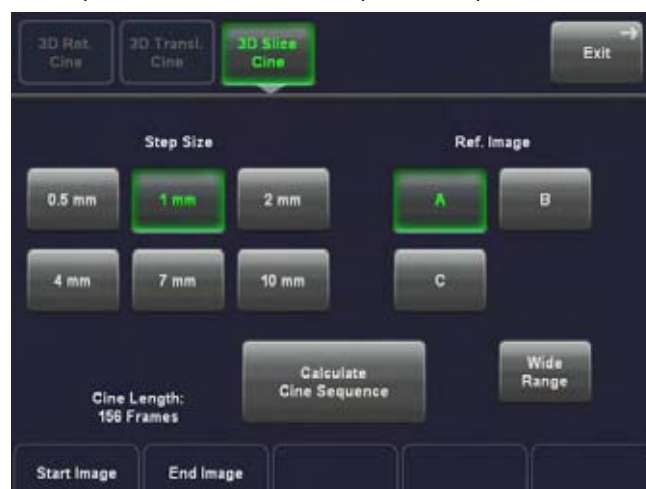 3D Rot. Cine
3D Transl. Cine
3D Slice Cine
Exit
Step Size
Ref. Image
0.5 mm
1 mm
2 mm
A
B
4 mm
7 mm
10 mm
C
Calculate
Cine Sequence
Wide
Range
Cine Length:
156 Frames
Start Image
End Image